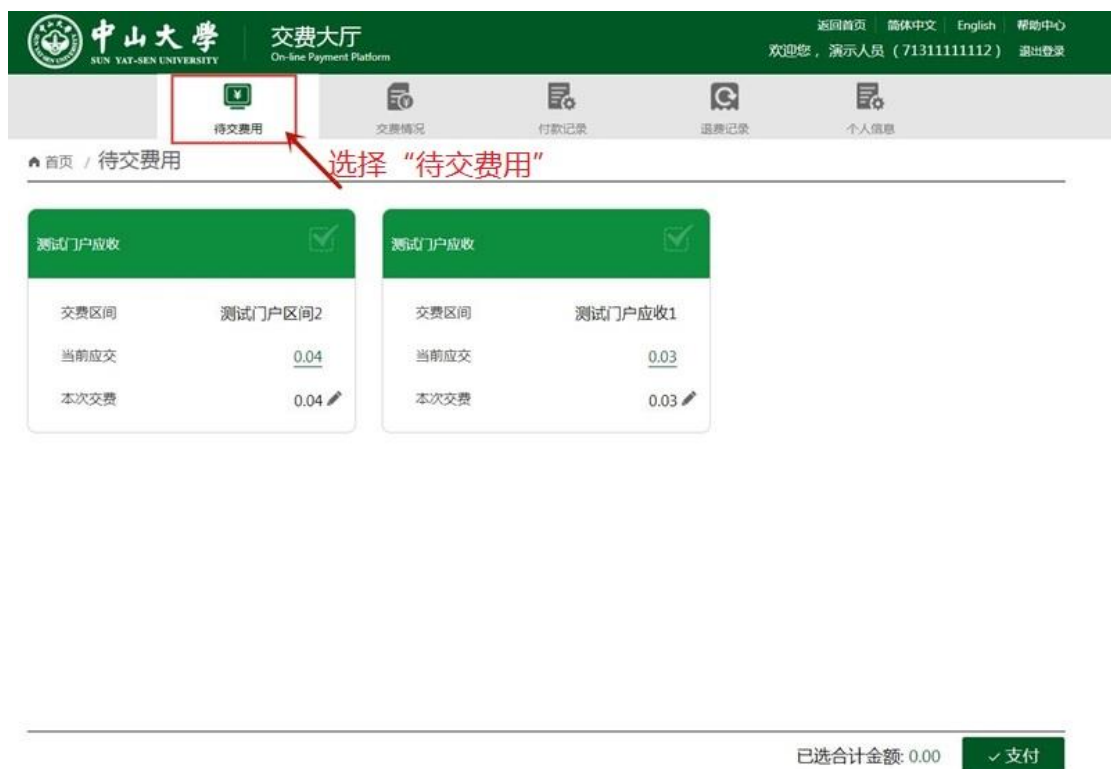 中山大學
SUN YAT-SEN UNIVERSITY
交费大厅
On-line Payment Platform
返回首页 简体中文 English 帮助中心
欢迎您，演示人员（71311111112） 退出登录
待交费用 交费情况 付款记录 退费记录 个人信息
首页 / 待交费用
选择“待交费用”
测试门户应收
交费区间 测试门户区间2
当前应交 0.04
本次交费 0.04
测试门户应收
交费区间 测试门户应收1
当前应交 0.03
本次交费 0.03
已选合计金额: 0.00 支付